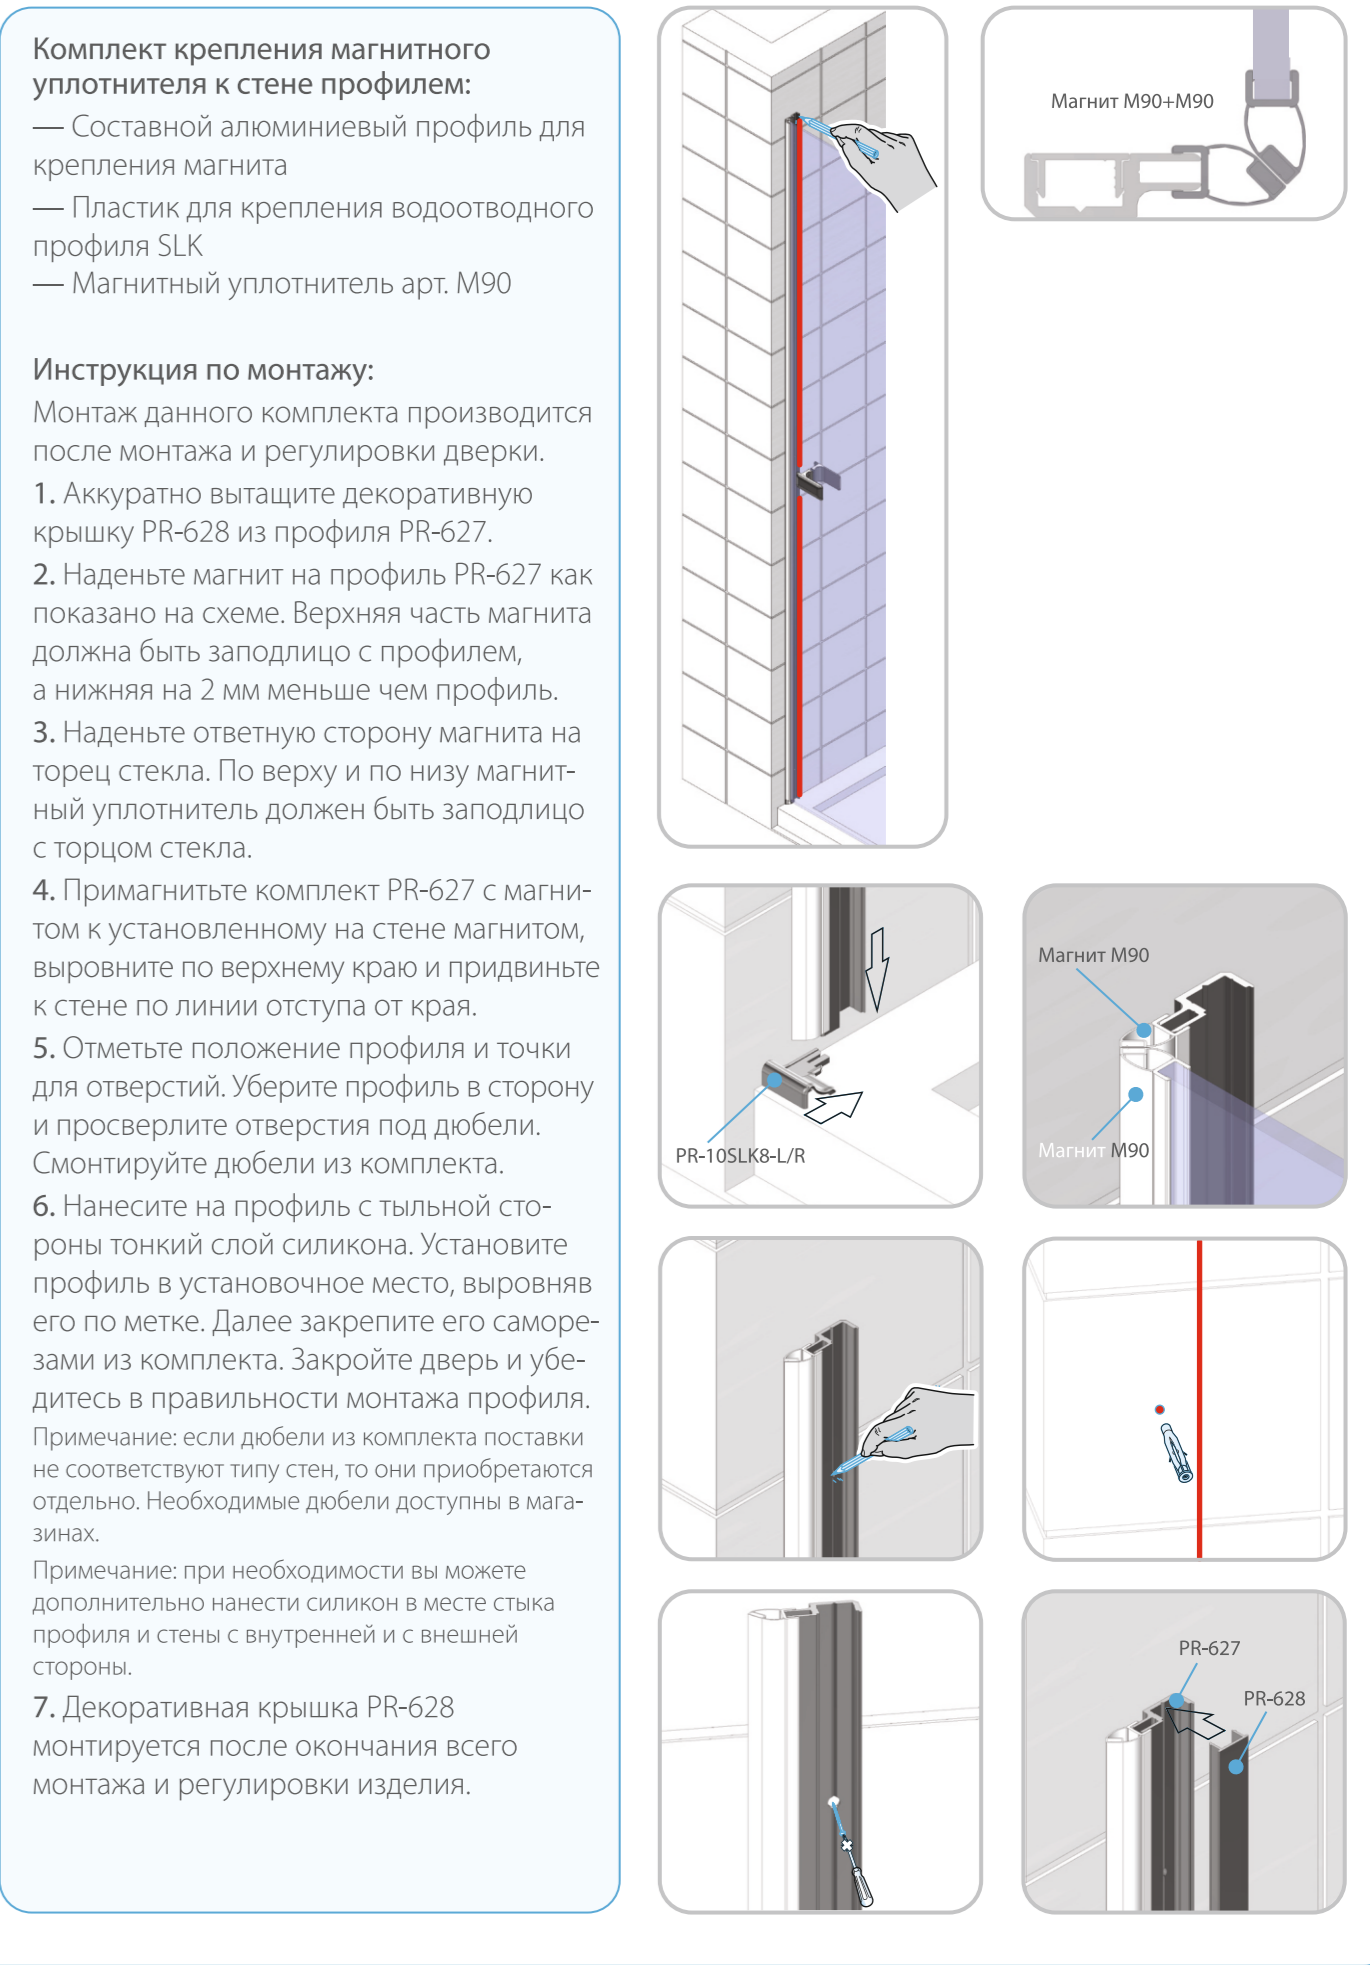 Комплект крепления магнитного
уплотнителя к стене профилем:
— Составной алюминиевый профиль для
крепления магнита
— Пластик для крепления водоотводного
профиля SLK
— Магнитный уплотнитель арт. M90
Инструкция по монтажу:
Монтаж данного комплекта производится
после монтажа и регулировки дверки.
1. Аккуратно вытащите декоративную
крышку PR-628 из профиля PR-627.
2. Наденьте магнит на профиль PR-627 как
показано на схеме. Верхняя часть магнита
должна быть заподлицо с профилем,
а нижняя на 2 мм меньше чем профиль.
3. Наденьте ответную сторону магнита на
торец стекла. По верху и по низу магнит-
ный уплотнитель должен быть заподлицо
с торцом стекла.
4. Примагнитьте комплект PR-627 с магни-
том к установленному на стене магнитом,
выровните по верхнему краю и придвиньте
к стене по линии отступа от края.
5. Отметьте положение профиля и точки
для отверстий. Уберите профиль в сторону
и просверлите отверстия под дюбели.
Смонтируйте дюбели из комплекта.
6. Нанесите на профиль с тыльной сто-
роны тонкий слой силикона. Установите
профиль в установочное место, выровняв
его по метке. Далее закрепите его саморе-
зами из комплекта. Закройте дверь и убе-
дитесь в правильности монтажа профиля.
Примечание: если дюбели из комплекта поставки
не соответствуют типу стен, то они приобретаются
отдельно. Необходимые дюбели доступны в мага-
зинах.
Примечание: при необходимости вы можете
дополнительно нанести силикон в месте стыка
профиля и стены с внутренней и с внешней
стороны.
7. Декоративная крышка PR-628
монтируется после окончания всего
монтажа и регулировки изделия.
Магнит M90+M90
PR-10SLK8-L/R
Магнит M90
Магнит M90
PR-627
PR-628